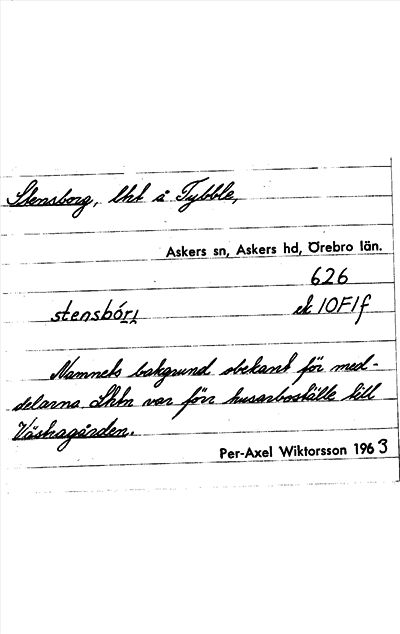 Stensborg, lht å Tybble,
Askers sn, Askers hd, Örebro län.
626
stensbórj ek 10F1f
Namnets bakgrund obekant för med-
delarna. Lhtn var förr husarboställe till
Västragården.
Per-Axel Wiktorsson 1963